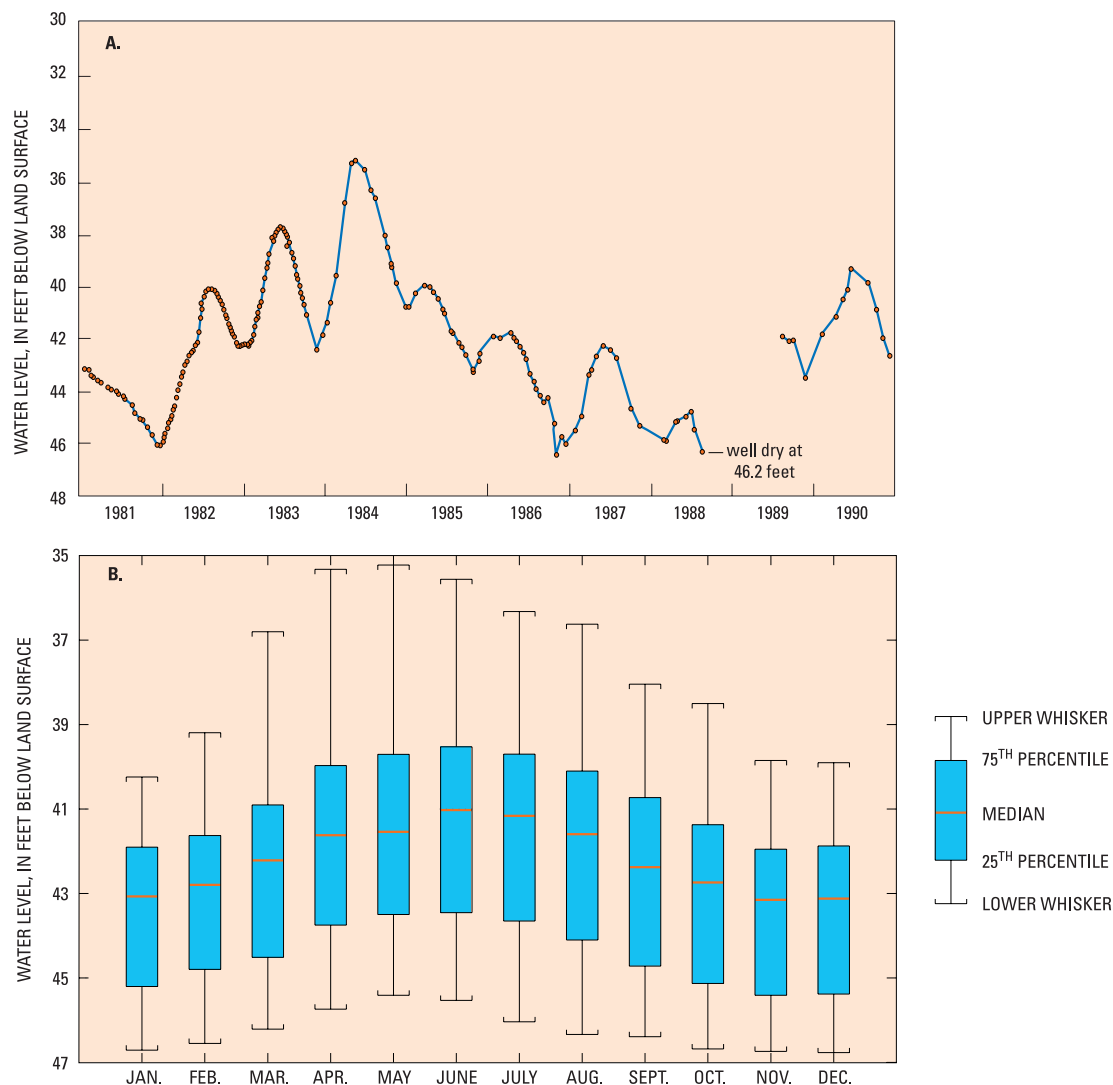 A.
WATER LEVEL, IN FEET BELOW LAND SURFACE
30
32
34
36
38
40
42
44
46
48
well dry at
46.2 feet
1981 1982 1983 1984 1985 1986 1987 1988 1989 1990
B.
WATER LEVEL, IN FEET BELOW LAND SURFACE
35
37
39
41
43
45
47
JAN. FEB. MAR. APR. MAY JUNE JULY AUG. SEPT. OCT. NOV. DEC.
UPPER WHISKER
75TH PERCENTILE
MEDIAN
25TH PERCENTILE
LOWER WHISKER